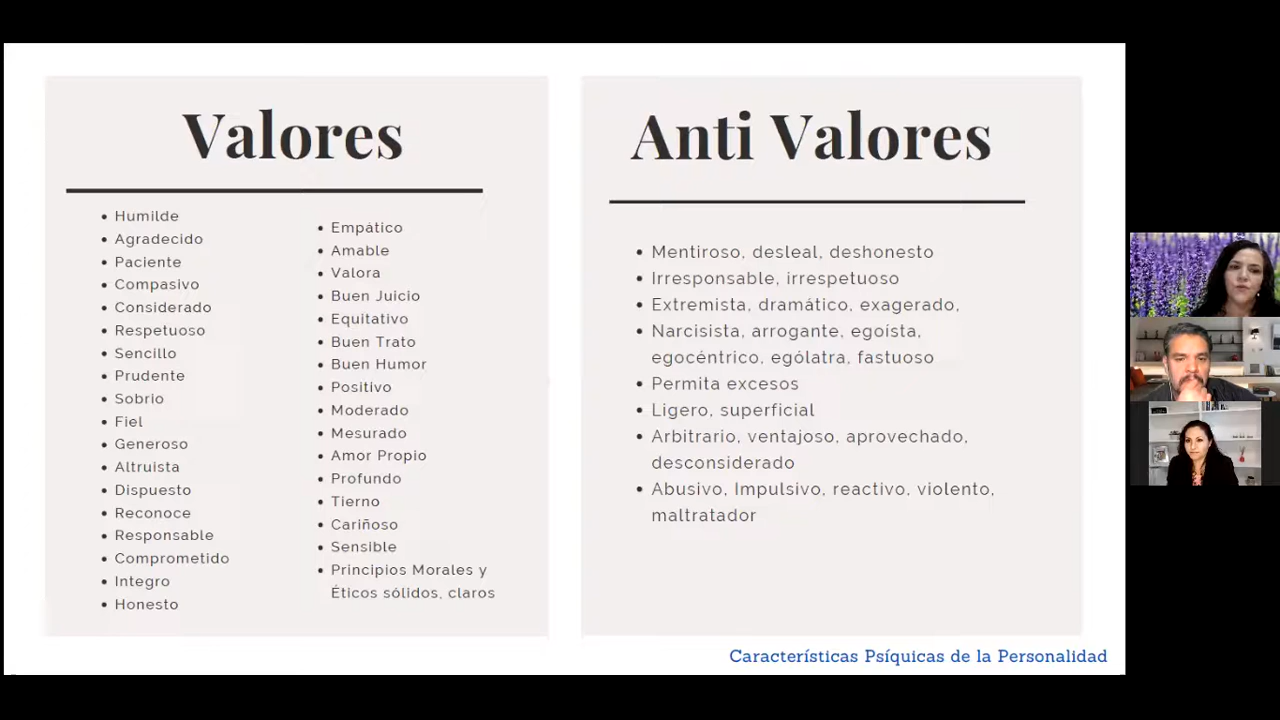 Valores
Humilde
Agradecido
Paciente
Compasivo
Considerado
Respetuoso
Sencillo
Prudente
Sobrio
Fiel
Generoso
Altruista
Dispuesto
Reconoce
Responsable
Comprometido
Integro
Honesto
Empático
Amable
Valora
Buen Juicio
Equitativo
Buen Trato
Buen Humor
Positivo
Moderado
Mesurado
Amor Propio
Profundo
Tierno
Cariñoso
Sensible
Principios Morales y
Éticos sólidos, claros
Anti Valores
Mentiroso, desleal, deshonesto
Irresponsable, irrespetuoso
Extremista, dramático, exagerado,
Narcisista, arrogante, egoísta,
egocéntrico, ególatra, fastuoso
Permita excesos
Ligero, superficial
Arbitrario, ventajoso, aprovechado,
desconsiderado
Abusivo, Impulsivo, reactivo, violento,
maltratador
Características Psíquicas de la Personalidad